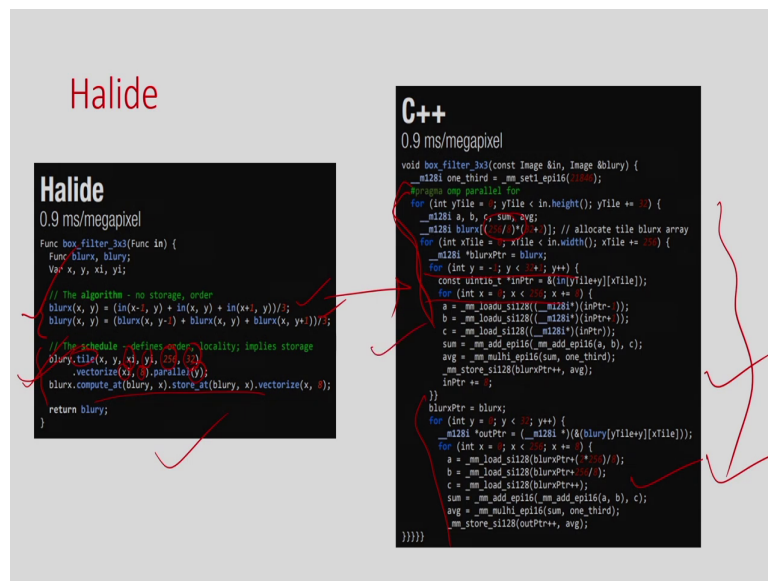 Halide
Halide
0.9 ms/megapixel
Func box_filter_3x3(Func in) {
Func blurx, blury;
Var x, y, xi, yi;
// The algorithm - no storage, order
blurx(x, y) = (in(x-1, y) + in(x, y) + in(x+1, y))/3;
blury(x, y) = (blurx(x, y-1) + blurx(x, y) + blurx(x, y+1))/3;
// The schedule - defines order, locality; implies storage
blury.tile(x, y, xi, yi, 256, 32)
.vectorize(xi, 8).parallel(y);
blurx.compute_at(blury, x).store_at(blury, x).vectorize(x, 8);
return blury;
}
C++
0.9 ms/megapixel
void box_filter_3x3(const Image &in, Image &blury) {
__m128i one_third = _mm_set1_epi16(21846);
#pragma omp parallel for
for (int yTile = 0; yTile < in.height(); yTile += 32) {
__m128i a, b, c, sum, avg;
__m128i blurx[(256/8)*(32+2)]; // allocate tile blurx array
for (int xTile = 0; xTile < in.width(); xTile += 256) {
__m128i *blurxPtr = blurx;
for (int y = -1; y < 32+1; y++) {
const uint16_t *inPtr = &(in[yTile+y][xTile]);
for (int x = 0; x < 256; x += 8) {
a = _mm_loadu_si128((__m128i*)(inPtr-1));
b = _mm_loadu_si128((__m128i*)(inPtr+1));
c = _mm_load_si128((__m128i*)(inPtr));
sum = _mm_add_epi16(_mm_add_epi16(a, b), c);
avg = _mm_mulhi_epi16(sum, one_third);
_mm_store_si128(blurxPtr++, avg);
inPtr += 8;
}}
blurxPtr = blurx;
for (int y = 0; y < 32; y++) {
__m128i *outPtr = (__m128i *)(&(blury[yTile+y][xTile]));
for (int x = 0; x < 256; x += 8) {
a = _mm_load_si128(blurxPtr+(2*256)/8);
b = _mm_load_si128(blurxPtr+256/8);
c = _mm_load_si128(blurxPtr++);
sum = _mm_add_epi16(_mm_add_epi16(a, b), c);
avg = _mm_mulhi_epi16(sum, one_third);
_mm_store_si128(outPtr++, avg);
}}}}}